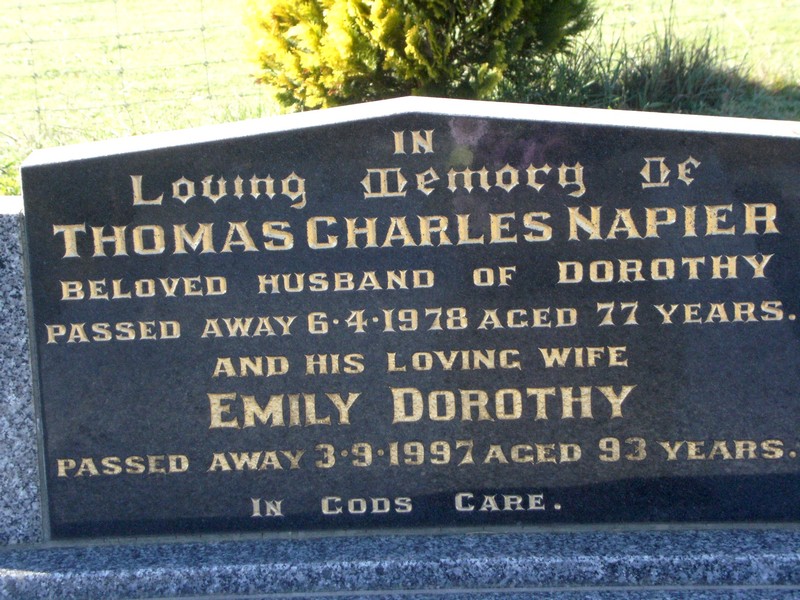 IN
Loving Memory Of
THOMAS CHARLES NAPIER
BELOVED HUSBAND OF DOROTHY
PASSED AWAY 6·4·1978 AGED 77 YEARS.
AND HIS LOVING WIFE
EMILY DOROTHY
PASSED AWAY 3·9·1997 AGED 93 YEARS.
IN GODS CARE.